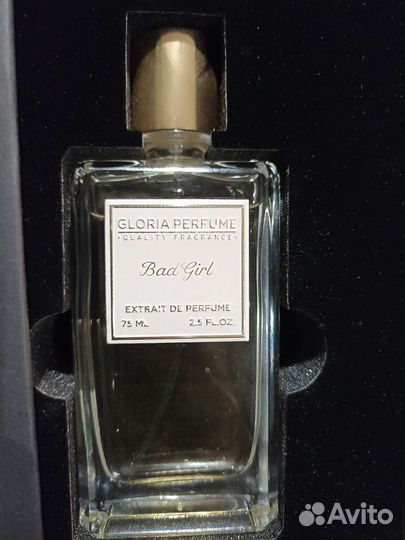 GLORIA PERFUME
• QUALITY FRAGRANCE •
Bad Girl
EXTRAIT DE PERFUME
75 ML 2.5 FL.OZ.
Avito